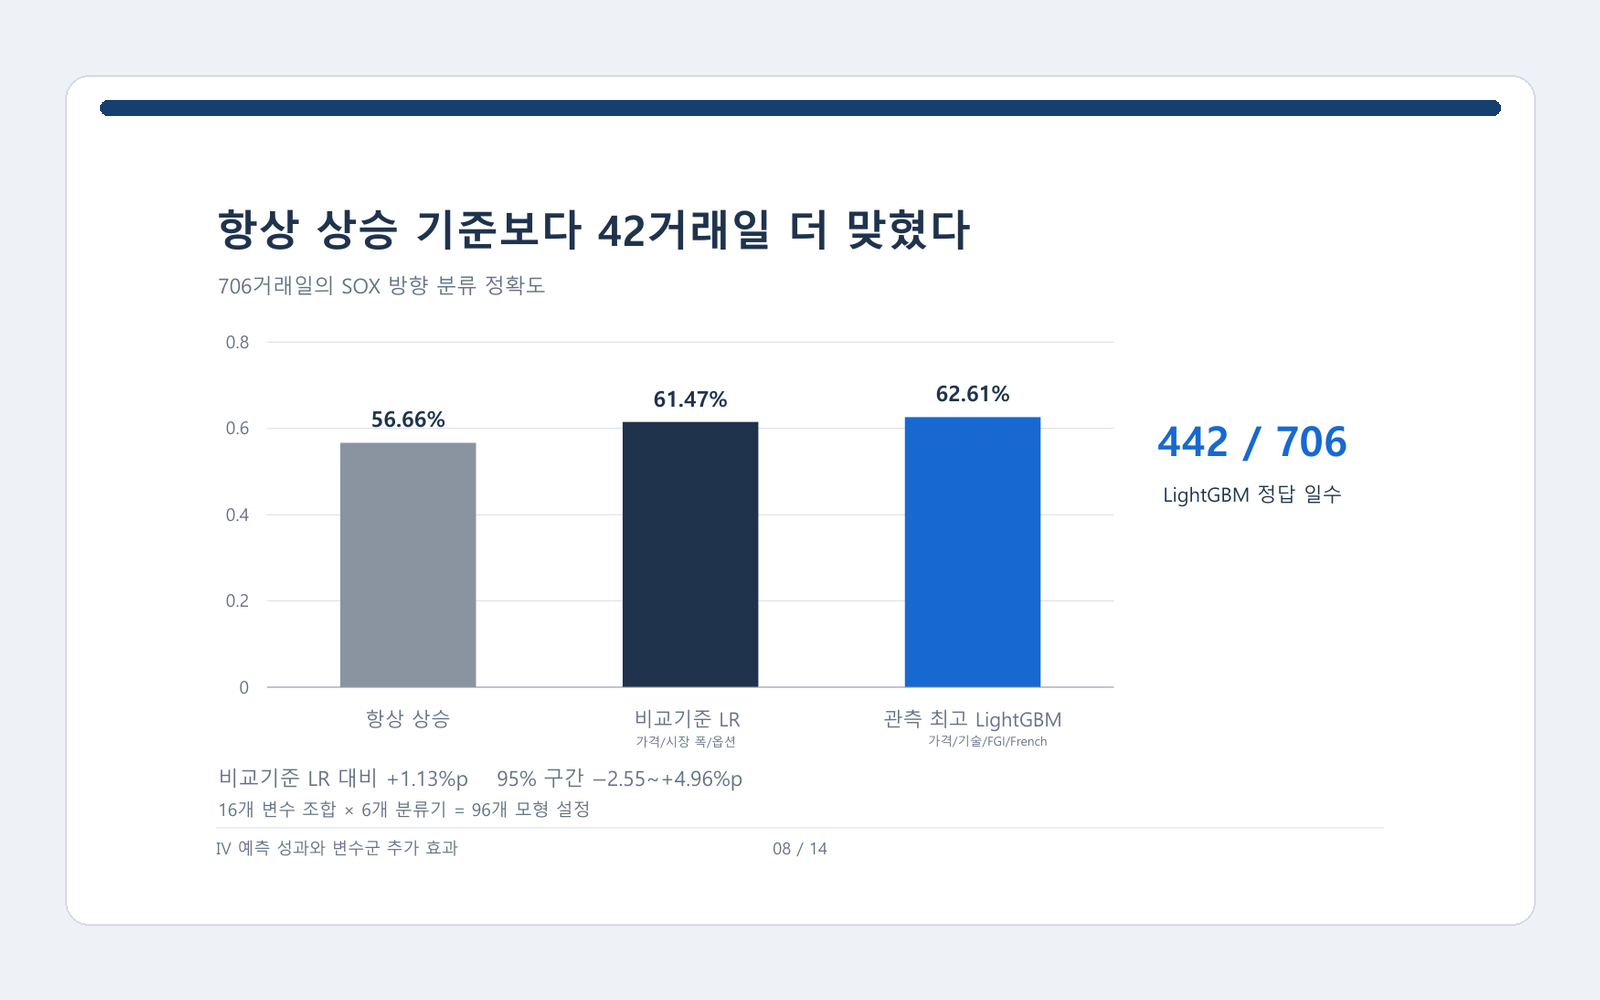 항상 상승 기준보다 42거래일 더 맞혔다
706거래일의 SOX 방향 분류 정확도
0.8
0.6
0.4
0.2
0
56.66%
61.47%
62.61%
442 / 706
LightGBM 정답 일수
항상 상승
비교기준 LR
가격/시장 폭/옵션
관측 최고 LightGBM
가격/기술/FGI/French
비교기준 LR 대비 +1.13%p 95% 구간 −2.55~+4.96%p
16개 변수 조합 × 6개 분류기 = 96개 모형 설정
IV 예측 성과와 변수군 추가 효과
08 / 14